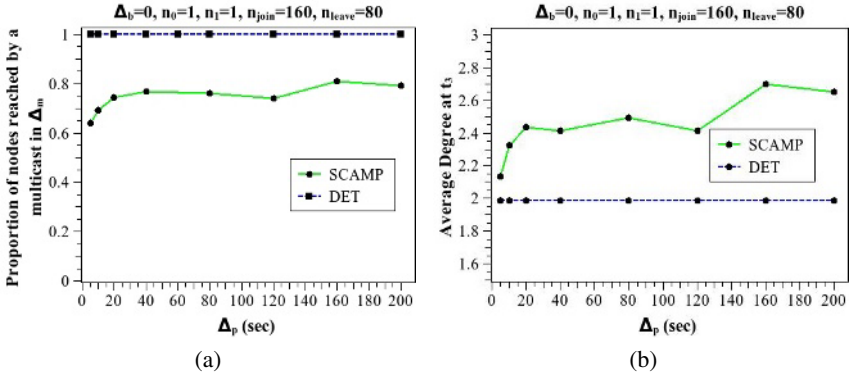 Δb=0, n0=1, n1=1, njoin=160, nleave=80
Proportion of nodes reached by a
multicast in Δm
1
0.8
0.6
0.4
0.2
0
SCAMP
DET
0 20 40 60 80 100 120 140 160 180 200
Δp (sec)
(a)
Δb=0, n0=1, n1=1, njoin=160, nleave=80
Average Degree at t3
3
2.8
2.6
2.4
2.2
2
1.8
1.6
SCAMP
DET
0 20 40 60 80 100 120 140 160 180 200
Δp (sec)
(b)